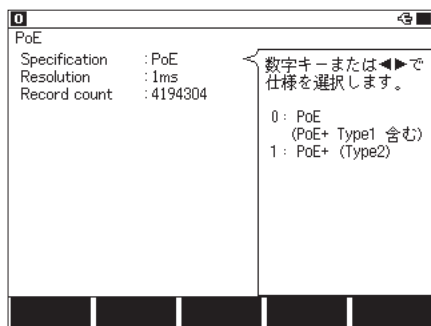 0
PoE
Specification :PoE
Resolution :1ms
Record count :4194304
数字キーまたは◀▶で
仕様を選択します。
0: PoE
(PoE+ Type1 含む)
1: PoE+ (Type2)